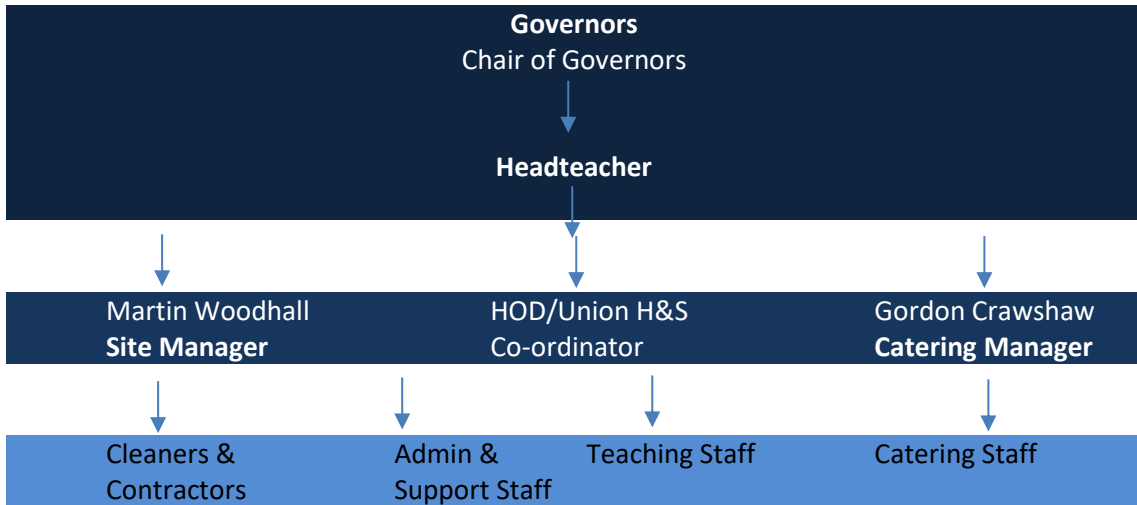 Governors
Chair of Governors
Headteacher
Martin Woodhall
Site Manager
HOD/Union H&S
Co-ordinator
Gordon Crawshaw
Catering Manager
Cleaners &
Contractors
Admin &
Support Staff
Teaching Staff
Catering Staff